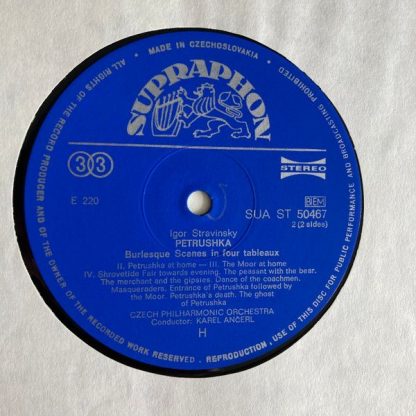 ALL RIGHTS OF THE RECORD PRODUCER AND OF THE OWNER OF THE RECORDED WORK RESERVED . REPRODUCTION , USE OF THIS DISC FOR PUBLIC PERFORMANCE AND BROADCASTING PROHIBITED
• MADE IN CZECHOSLOVAKIA •
SUPRAPHON
33
STEREO
E 220
BIEM
SUA ST 50467
2 (2 sides)
Igor Stravinsky
PETRUSHKA
Burlesque Scenes in four tableaux
II. Petrushka at home — III. The Moor at home
IV. Shrovetide Fair towards evening. The peasant with the bear.
The merchant and the gipsies. Dance of the coachmen.
Masqueraders. Entrance of Petrushka followed by
the Moor. Petrushka s death. The ghost
of Petrushka
CZECH PHILHARMONIC ORCHESTRA
Conductor: KAREL ANČERL
H